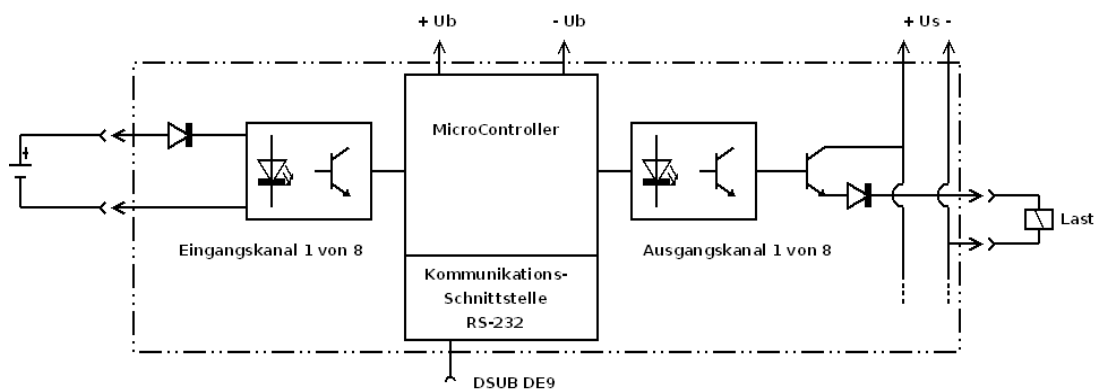 + Ub
- Ub
+ Us -
MicroController
+
Eingangskanal 1 von 8
Ausgangskanal 1 von 8
Last
Kommunikations-
Schnittstelle
RS-232
DSUB DE9